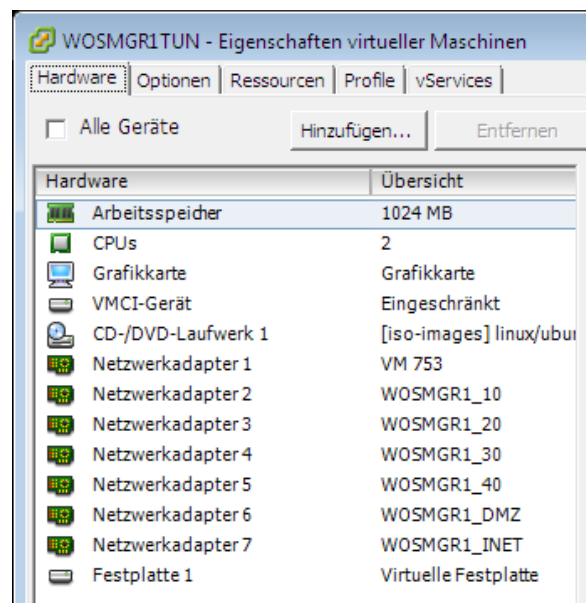 WOSMGR1TUN - Eigenschaften virtueller Maschinen
Hardware Optionen Ressourcen Profile vServices
Alle Geräte Hinzufügen... Entfernen
Hardware Übersicht
Arbeitsspeicher 1024 MB
CPUs 2
Grafikkarte Grafikkarte
VMCI-Gerät Eingeschränkt
CD-/DVD-Laufwerk 1 [iso-images] linux/ubu
Netzwerkadapter 1 VM 753
Netzwerkadapter 2 WOSMGR1_10
Netzwerkadapter 3 WOSMGR1_20
Netzwerkadapter 4 WOSMGR1_30
Netzwerkadapter 5 WOSMGR1_40
Netzwerkadapter 6 WOSMGR1_DMZ
Netzwerkadapter 7 WOSMGR1_INET
Festplatte 1 Virtuelle Festplatte